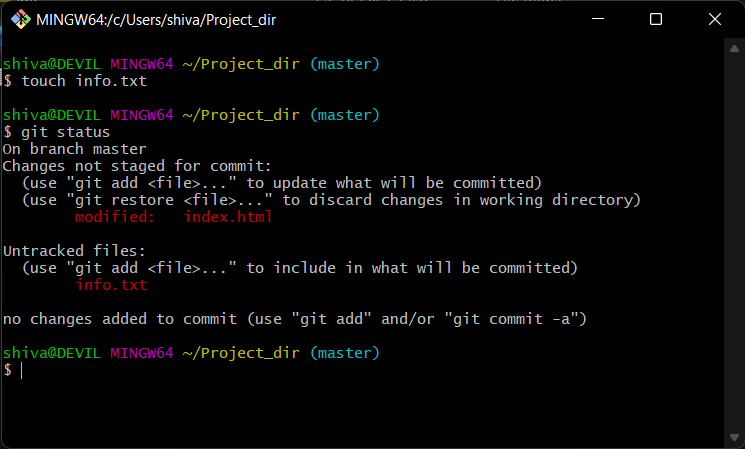 MINGW64:/c/Users/shiva/Project_dir
shiva@DEVIL MINGW64 ~/Project_dir (master)
$ touch info.txt
shiva@DEVIL MINGW64 ~/Project_dir (master)
$ git status
On branch master
Changes not staged for commit:
  (use "git add <file>..." to update what will be committed)
  (use "git restore <file>..." to discard changes in working directory)
        modified:   index.html
Untracked files:
  (use "git add <file>..." to include in what will be committed)
        info.txt
no changes added to commit (use "git add" and/or "git commit -a")
shiva@DEVIL MINGW64 ~/Project_dir (master)
$